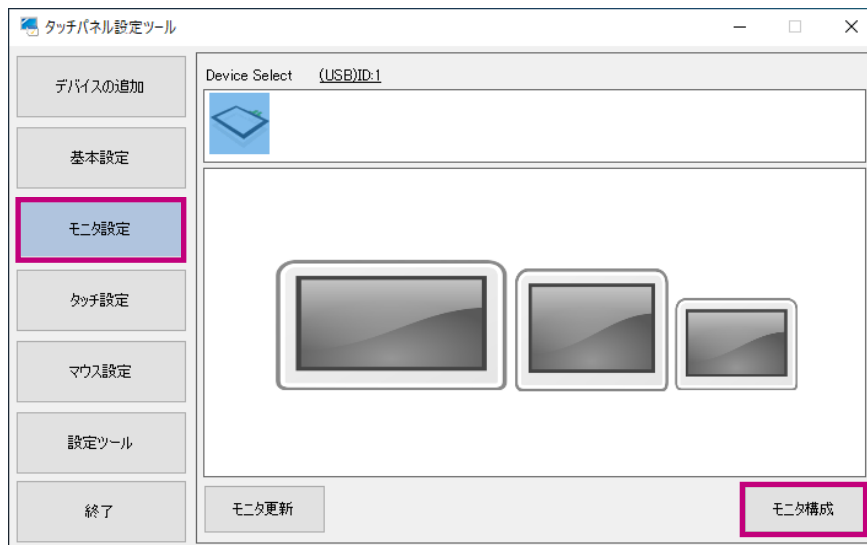 タッチパネル設定ツール
デバイスの追加
基本設定
モニタ設定
タッチ設定
マウス設定
設定ツール
終了
Device Select (USB)ID:1
モニタ更新
モニタ構成